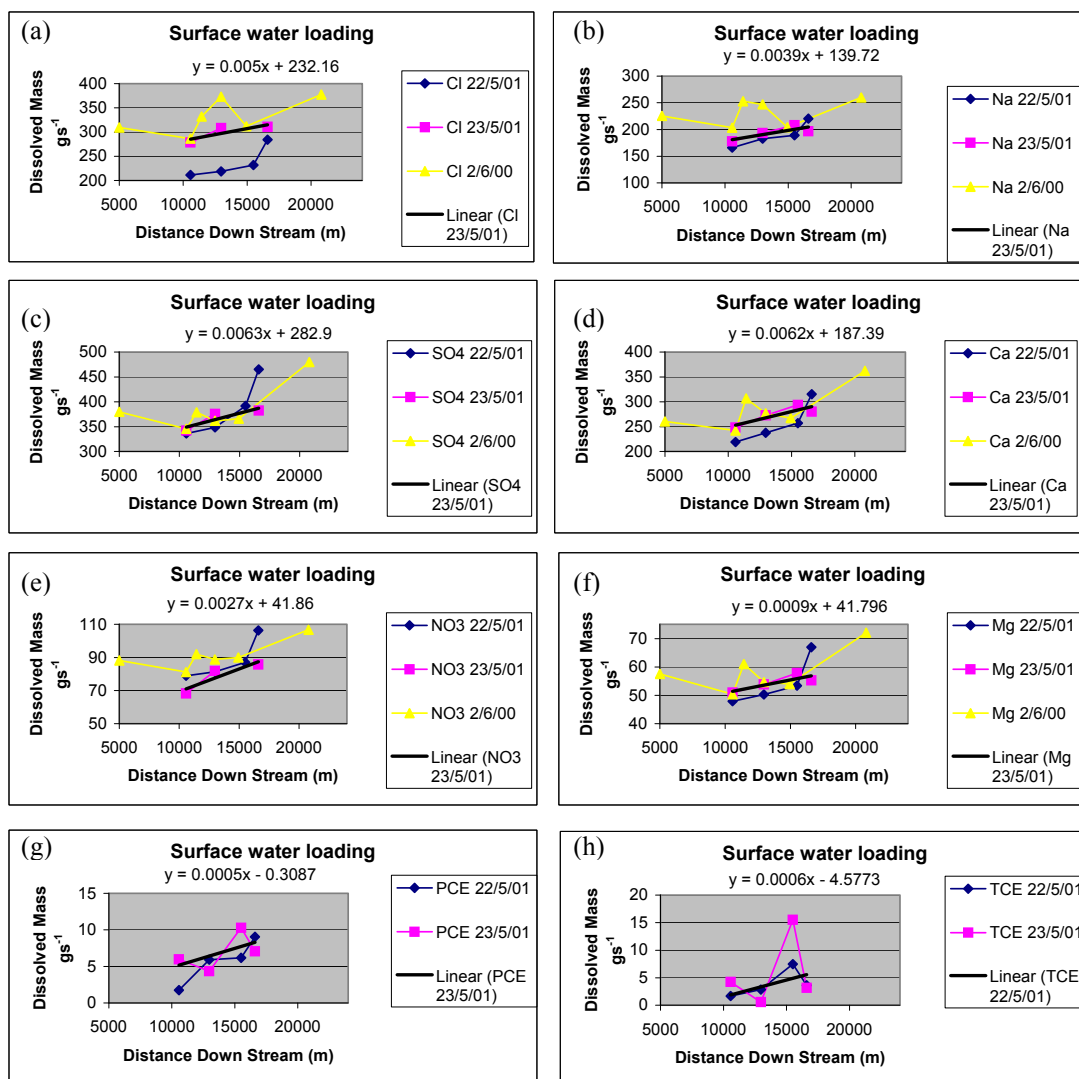 (a)
Surface water loading
y = 0.005x + 232.16
Dissolved Mass
gs-1
400
350
300
250
200
5000 10000 15000 20000
Distance Down Stream (m)
Cl 22/5/01
Cl 23/5/01
Cl 2/6/00
Linear (Cl
23/5/01)
(b)
Surface water loading
y = 0.0039x + 139.72
Dissolved Mass
gs-1
300
250
200
150
100
5000 10000 15000 20000
Distance Down Stream (m)
Na 22/5/01
Na 23/5/01
Na 2/6/00
Linear (Na
23/5/01)
(c)
Surface water loading
y = 0.0063x + 282.9
Dissolved Mass
gs-1
500
450
400
350
300
5000 10000 15000 20000
Distance Down Stream (m)
SO4 22/5/01
SO4 23/5/01
SO4 2/6/00
Linear (SO4
23/5/01)
(d)
Surface water loading
y = 0.0062x + 187.39
Dissolved Mass
gs-1
400
350
300
250
200
5000 10000 15000 20000
Distance Down Stream (m)
Ca 22/5/01
Ca 23/5/01
Ca 2/6/00
Linear (Ca
23/5/01)
(e)
Surface water loading
y = 0.0027x + 41.86
Dissolved Mass
gs-1
110
90
70
50
5000 10000 15000 20000
Distance Down Stream (m)
NO3 22/5/01
NO3 23/5/01
NO3 2/6/00
Linear (NO3
23/5/01)
(f)
Surface water loading
y = 0.0009x + 41.796
Dissolved Mass
gs-1
70
60
50
40
5000 10000 15000 20000
Distance Down Stream (m)
Mg 22/5/01
Mg 23/5/01
Mg 2/6/00
Linear (Mg
23/5/01)
(g)
Surface water loading
y = 0.0005x - 0.3087
Dissolved Mass
gs-1
15
10
5
0
5000 10000 15000 20000
Distance Down Stream (m)
PCE 22/5/01
PCE 23/5/01
Linear (PCE
23/5/01)
(h)
Surface water loading
y = 0.0006x - 4.5773
Dissolved Mass
gs-1
20
15
10
5
0
5000 10000 15000 20000
Distance Down Stream (m)
TCE 22/5/01
TCE 23/5/01
Linear (TCE
22/5/01)